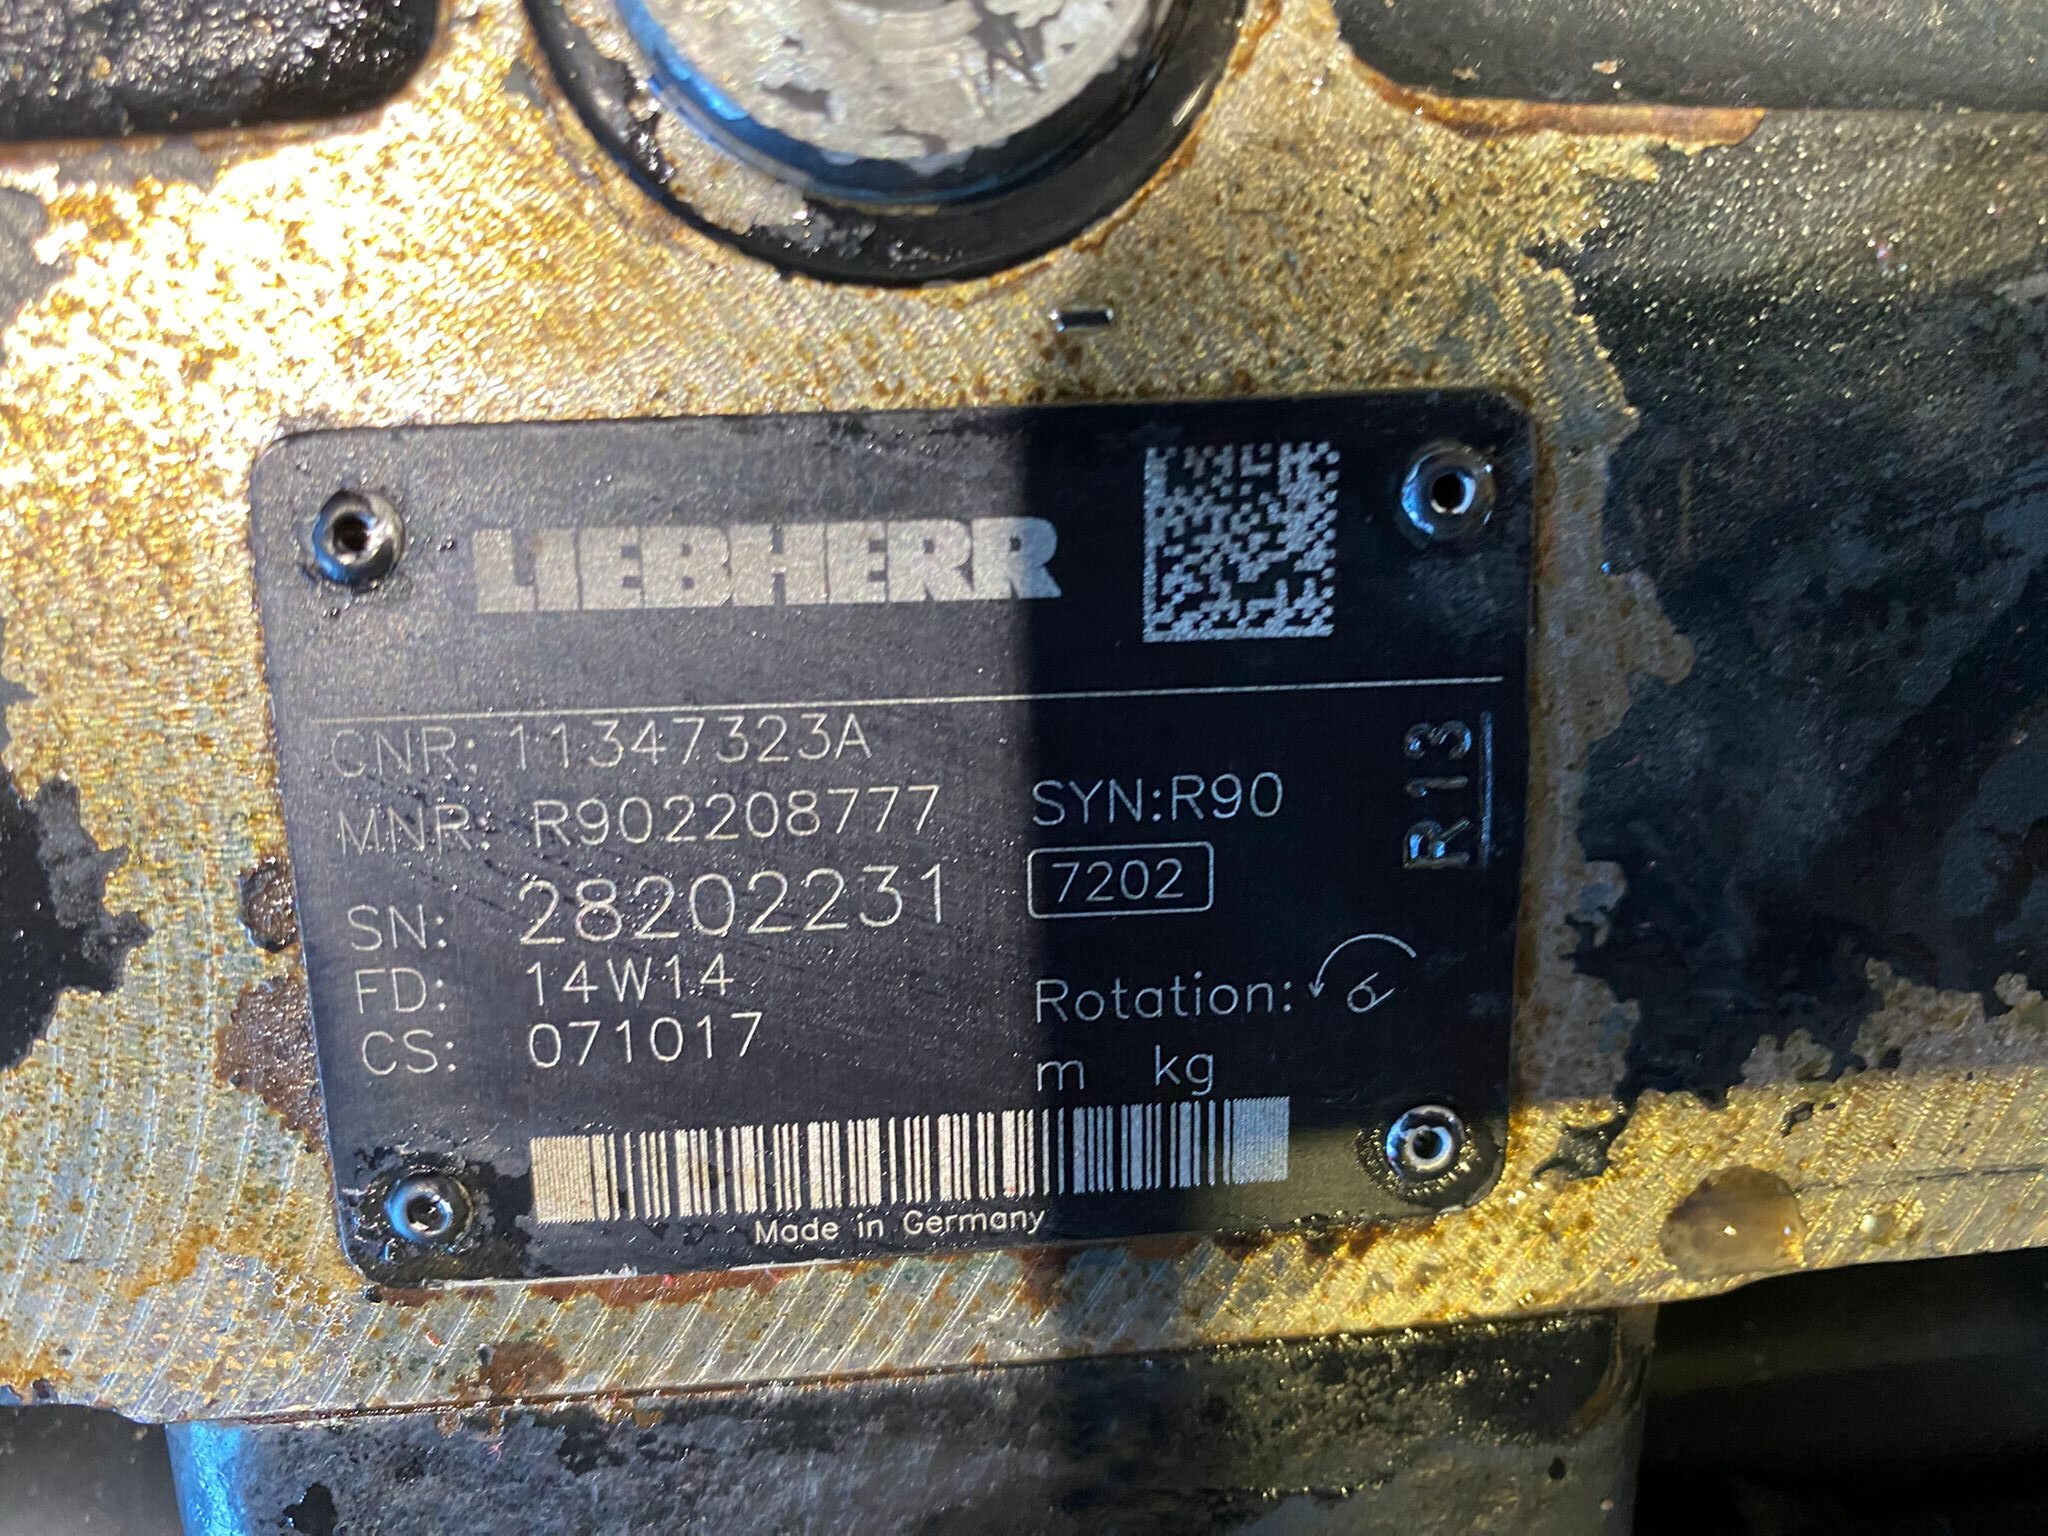 LIEBHERR
CNR: 11347323A
MNR: R902208777
SYN:R90
SN: 28202231
7202
R13
FD: 14W14
Rotation:
CS: 071017
m kg
Made in Germany